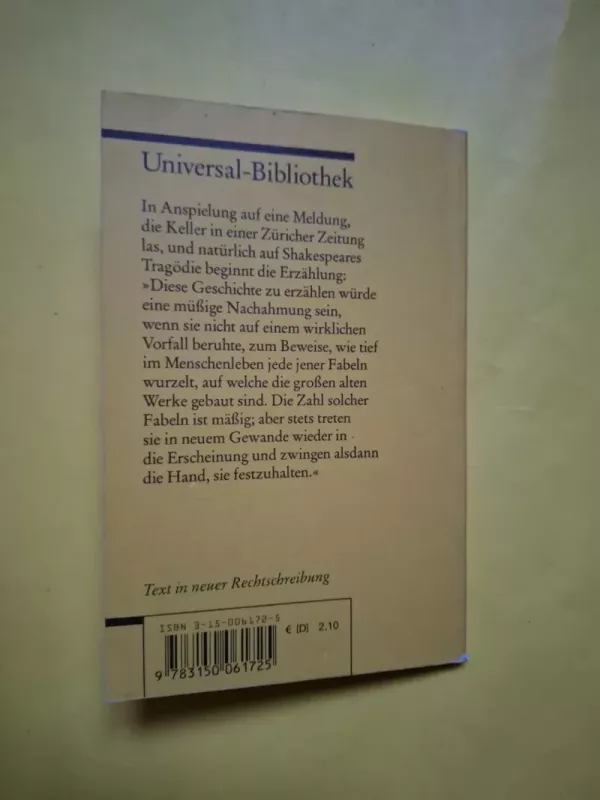 Universal-Bibliothek
In Anspielung auf eine Meldung,
die Keller in einer Züricher Zeitung
las, und natürlich auf Shakespeares
Tragödie beginnt die Erzählung:
»Diese Geschichte zu erzählen würde
eine müßige Nachahmung sein,
wenn sie nicht auf einem wirklichen
Vorfall beruhte, zum Beweise, wie tief
im Menschenleben jede jener Fabeln
wurzelt, auf welche die großen alten
Werke gebaut sind. Die Zahl solcher
Fabeln ist mäßig; aber stets treten
sie in neuem Gewande wieder in
die Erscheinung und zwingen alsdann
die Hand, sie festzuhalten.«
Text in neuer Rechtschreibung
ISBN 3-15-006172-5
€ (D) 2.10
9 783150 061725